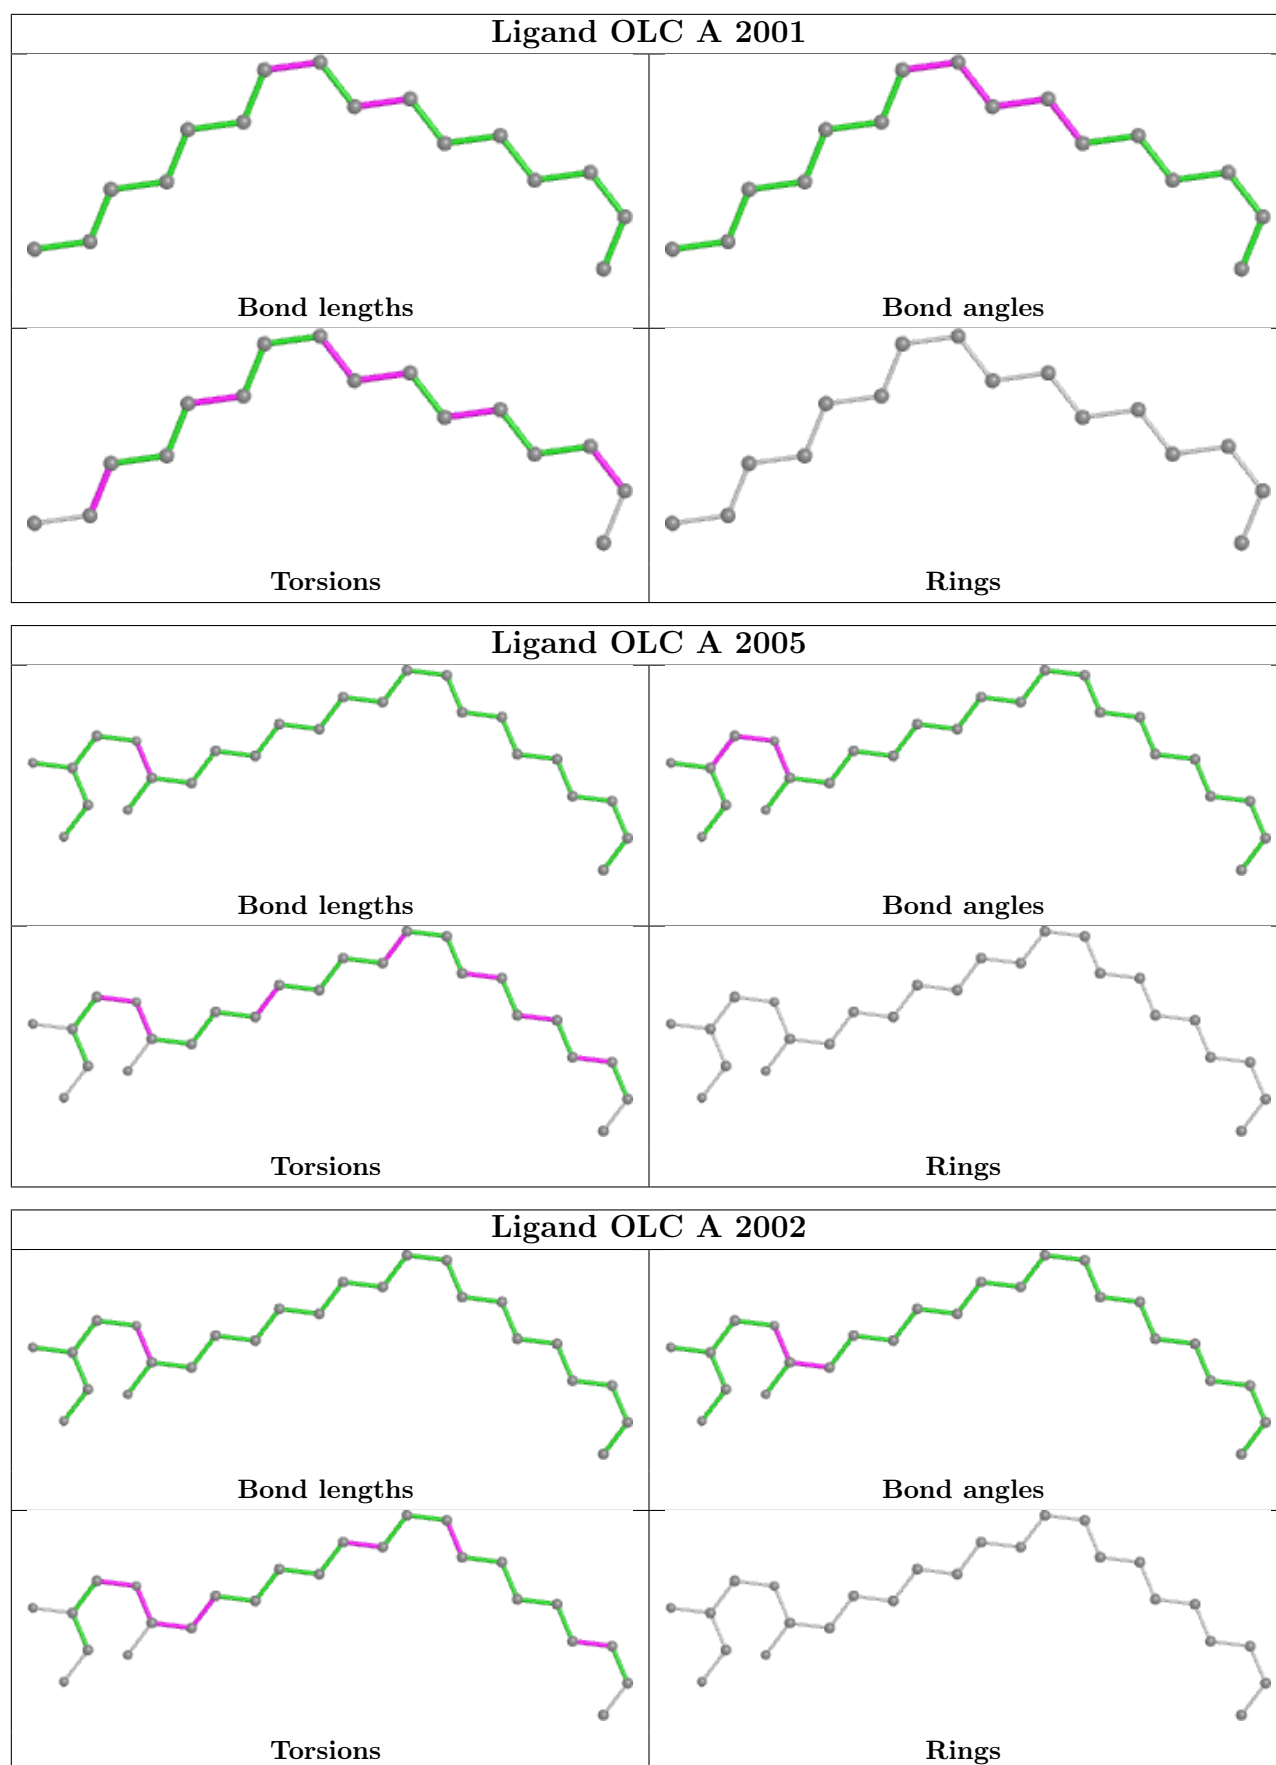 Ligand OLC A 2001
Bond lengths
Bond angles
Torsions
Rings
Ligand OLC A 2005
Bond lengths
Bond angles
Torsions
Rings
Ligand OLC A 2002
Bond lengths
Bond angles
Torsions
Rings